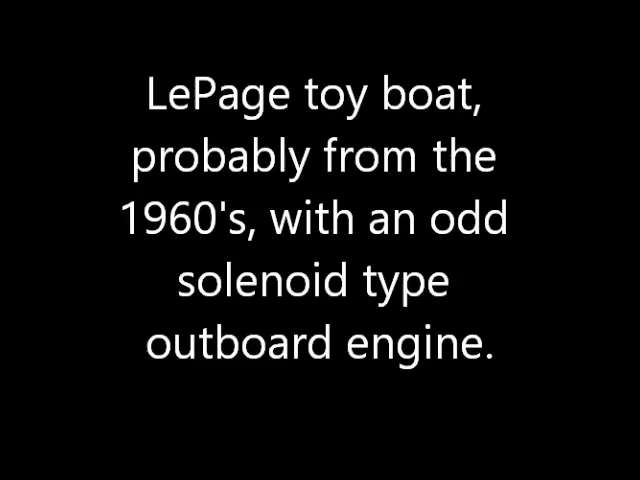 LePage toy boat,
probably from the
1960's, with an odd
solenoid type
outboard engine.